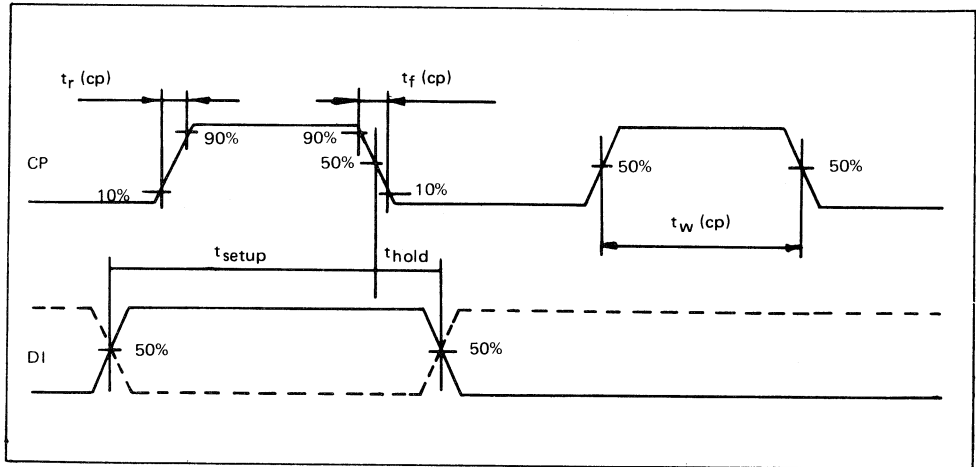 tr (cp)
tf (cp)
CP
10%
90%
90%
50%
10%
50%
50%
tw (cp)
tsetup
thold
DI
50%
50%